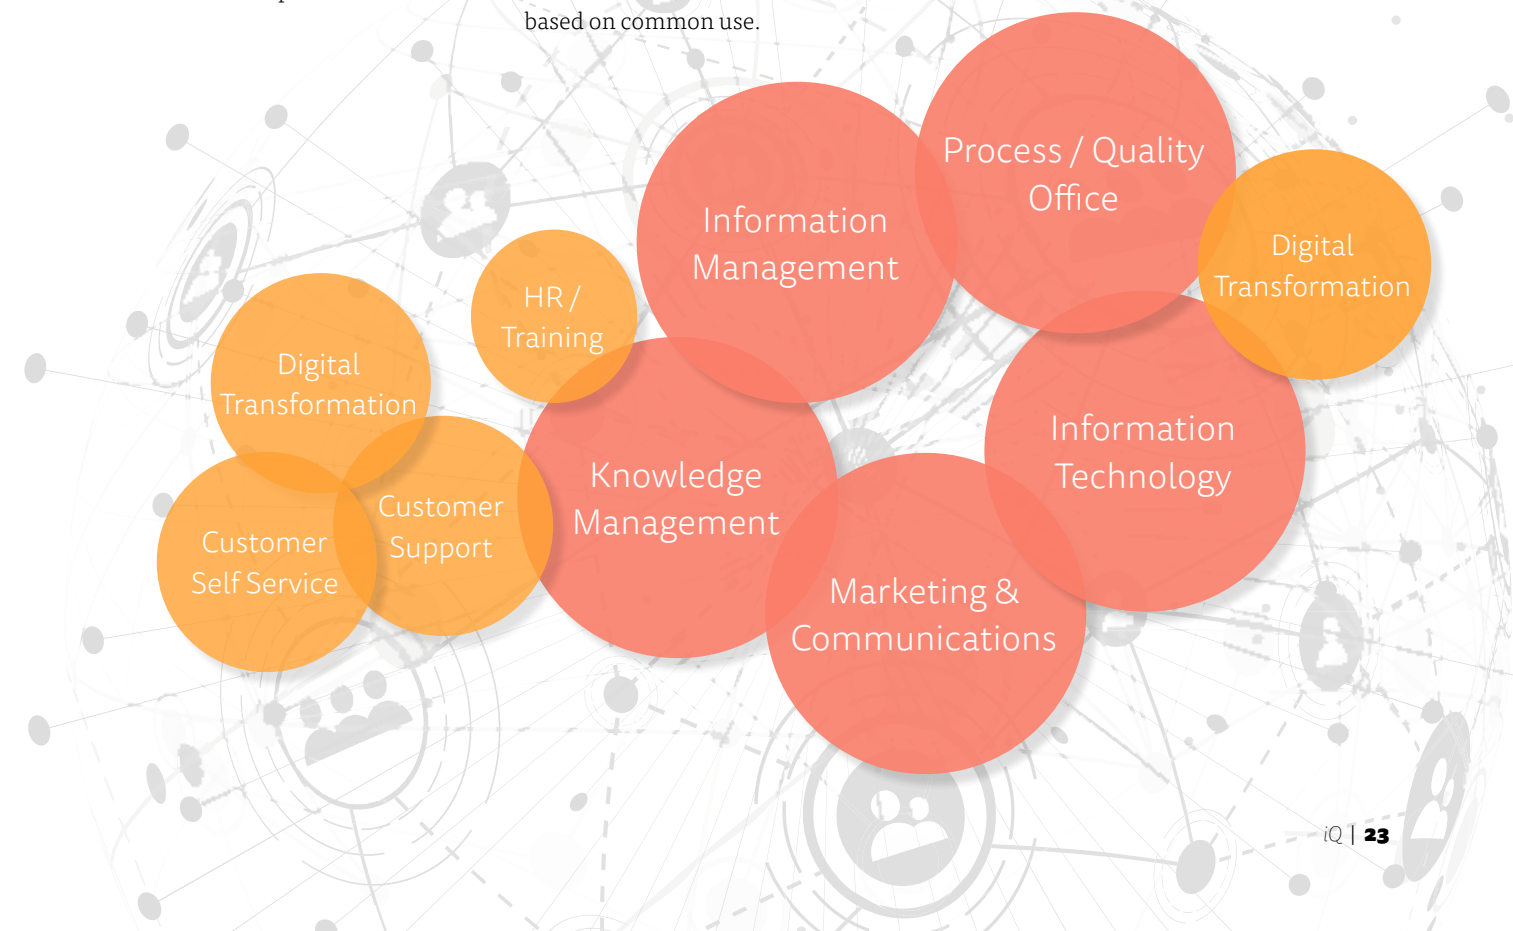 based on common use.
Process / Quality
Office
Information
Management
Digital
Transformation
HR /
Training
Digital
Transformation
Information
Technology
Knowledge
Management
Customer
Support
Customer
Self Service
Marketing &
Communications
iQ | 23